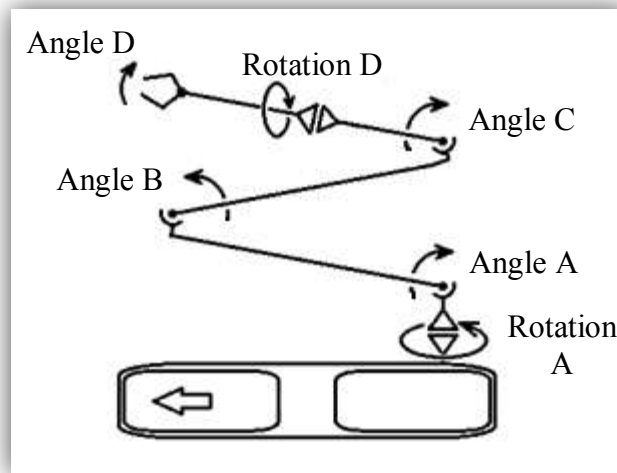 Angle D
Rotation D
Angle C
Angle B
Angle A
Rotation
A